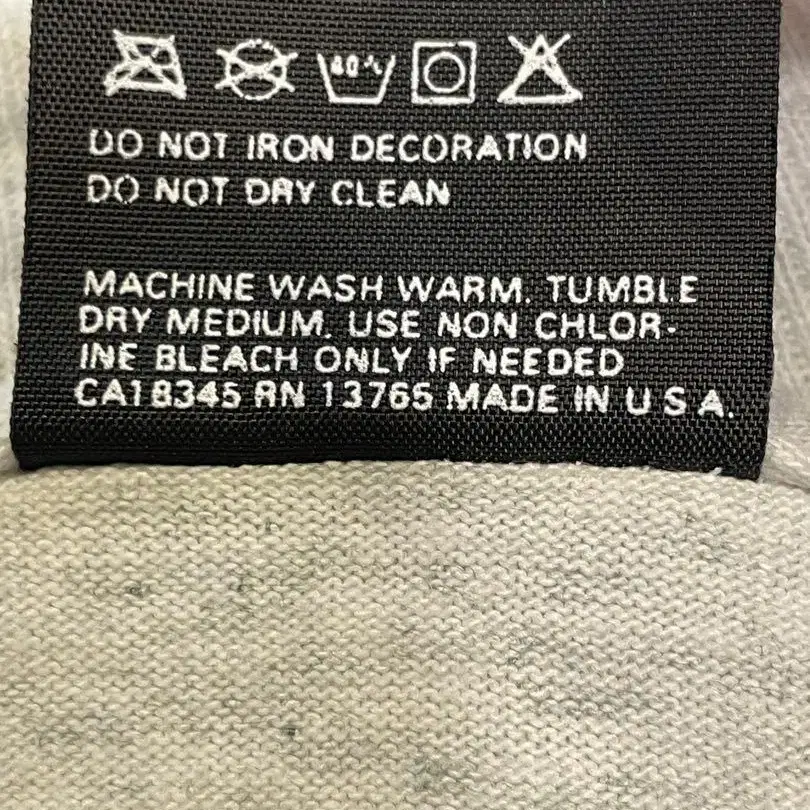 40°C
DO NOT IRON DECORATION
DO NOT DRY CLEAN
MACHINE WASH WARM. TUMBLE
DRY MEDIUM. USE NON CHLOR-
INE BLEACH ONLY IF NEEDED
CA18345 RN 13765 MADE IN U S A.